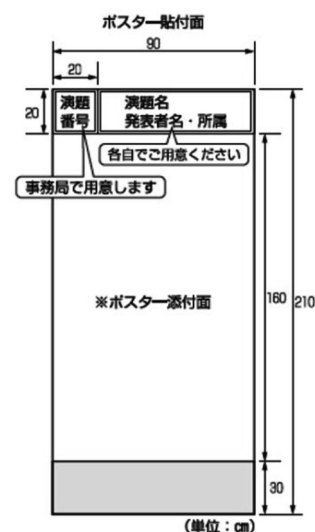 ポスター貼付面
90
20
20
演題
番号
演題名
発表者名・所属
各自でご用意ください
事務局で用意します
※ポスター添付面
160
210
30
(単位:㎝)